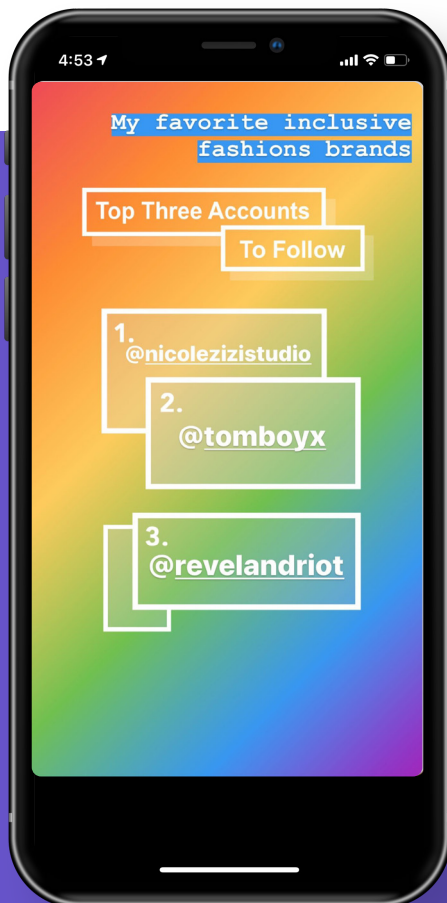 4:53
My favorite inclusive
fashions brands
Top Three Accounts
To Follow
1.
@nicolezizistudio
2.
@tomboyx
3.
@revelandriot